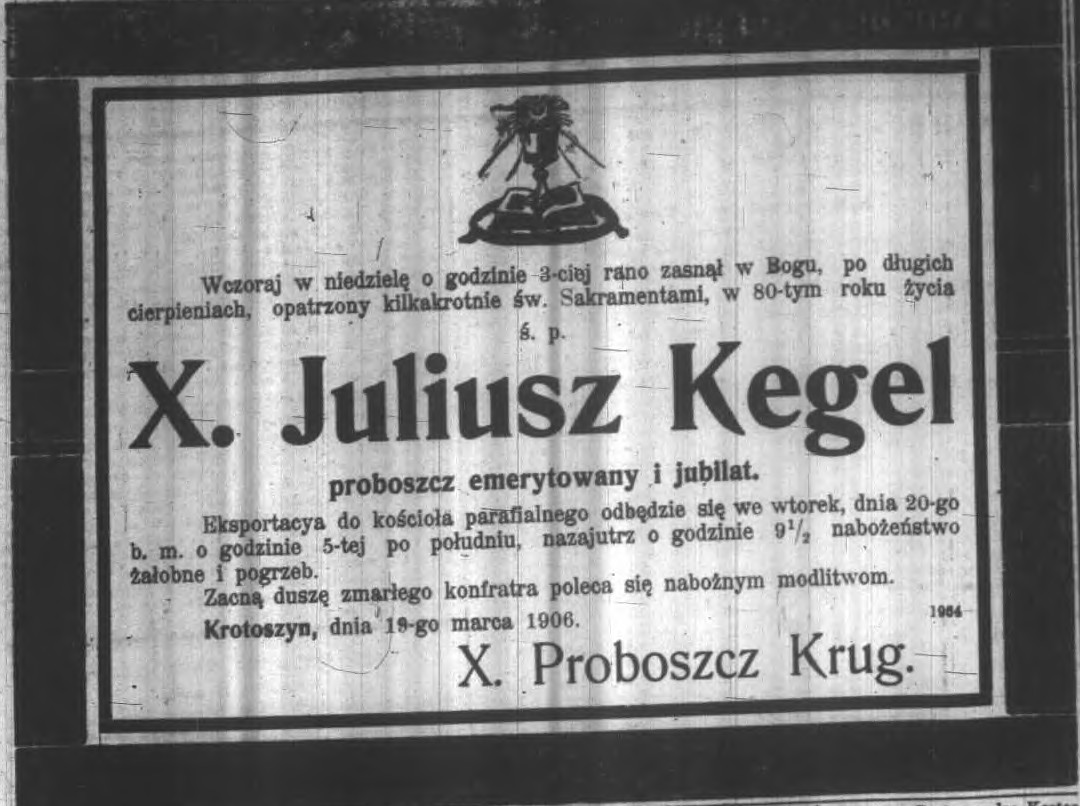 Wczoraj w niedzielę o godzinie 3-ciej rano zasnął w Bogu, po długich
cierpieniach, opatrzony kilkakrotnie św. Sakramentami, w 80-tym roku życia
ś. p.
X. Juliusz Kegel
proboszcz emerytowany i jubilat.
Eksportacya do kościoła parafialnego odbędzie się we wtorek, dnia 20-go
b. m. o godzinie 5-tej po południu, nazajutrz o godzinie 9½ nabożeństwo
żałobne i pogrzeb.
Zacną duszę zmarłego konfratra poleca się nabożnym modlitwom.
Krotoszyn, dnia 19-go marca 1906.
1964
X. Proboszcz Krug.